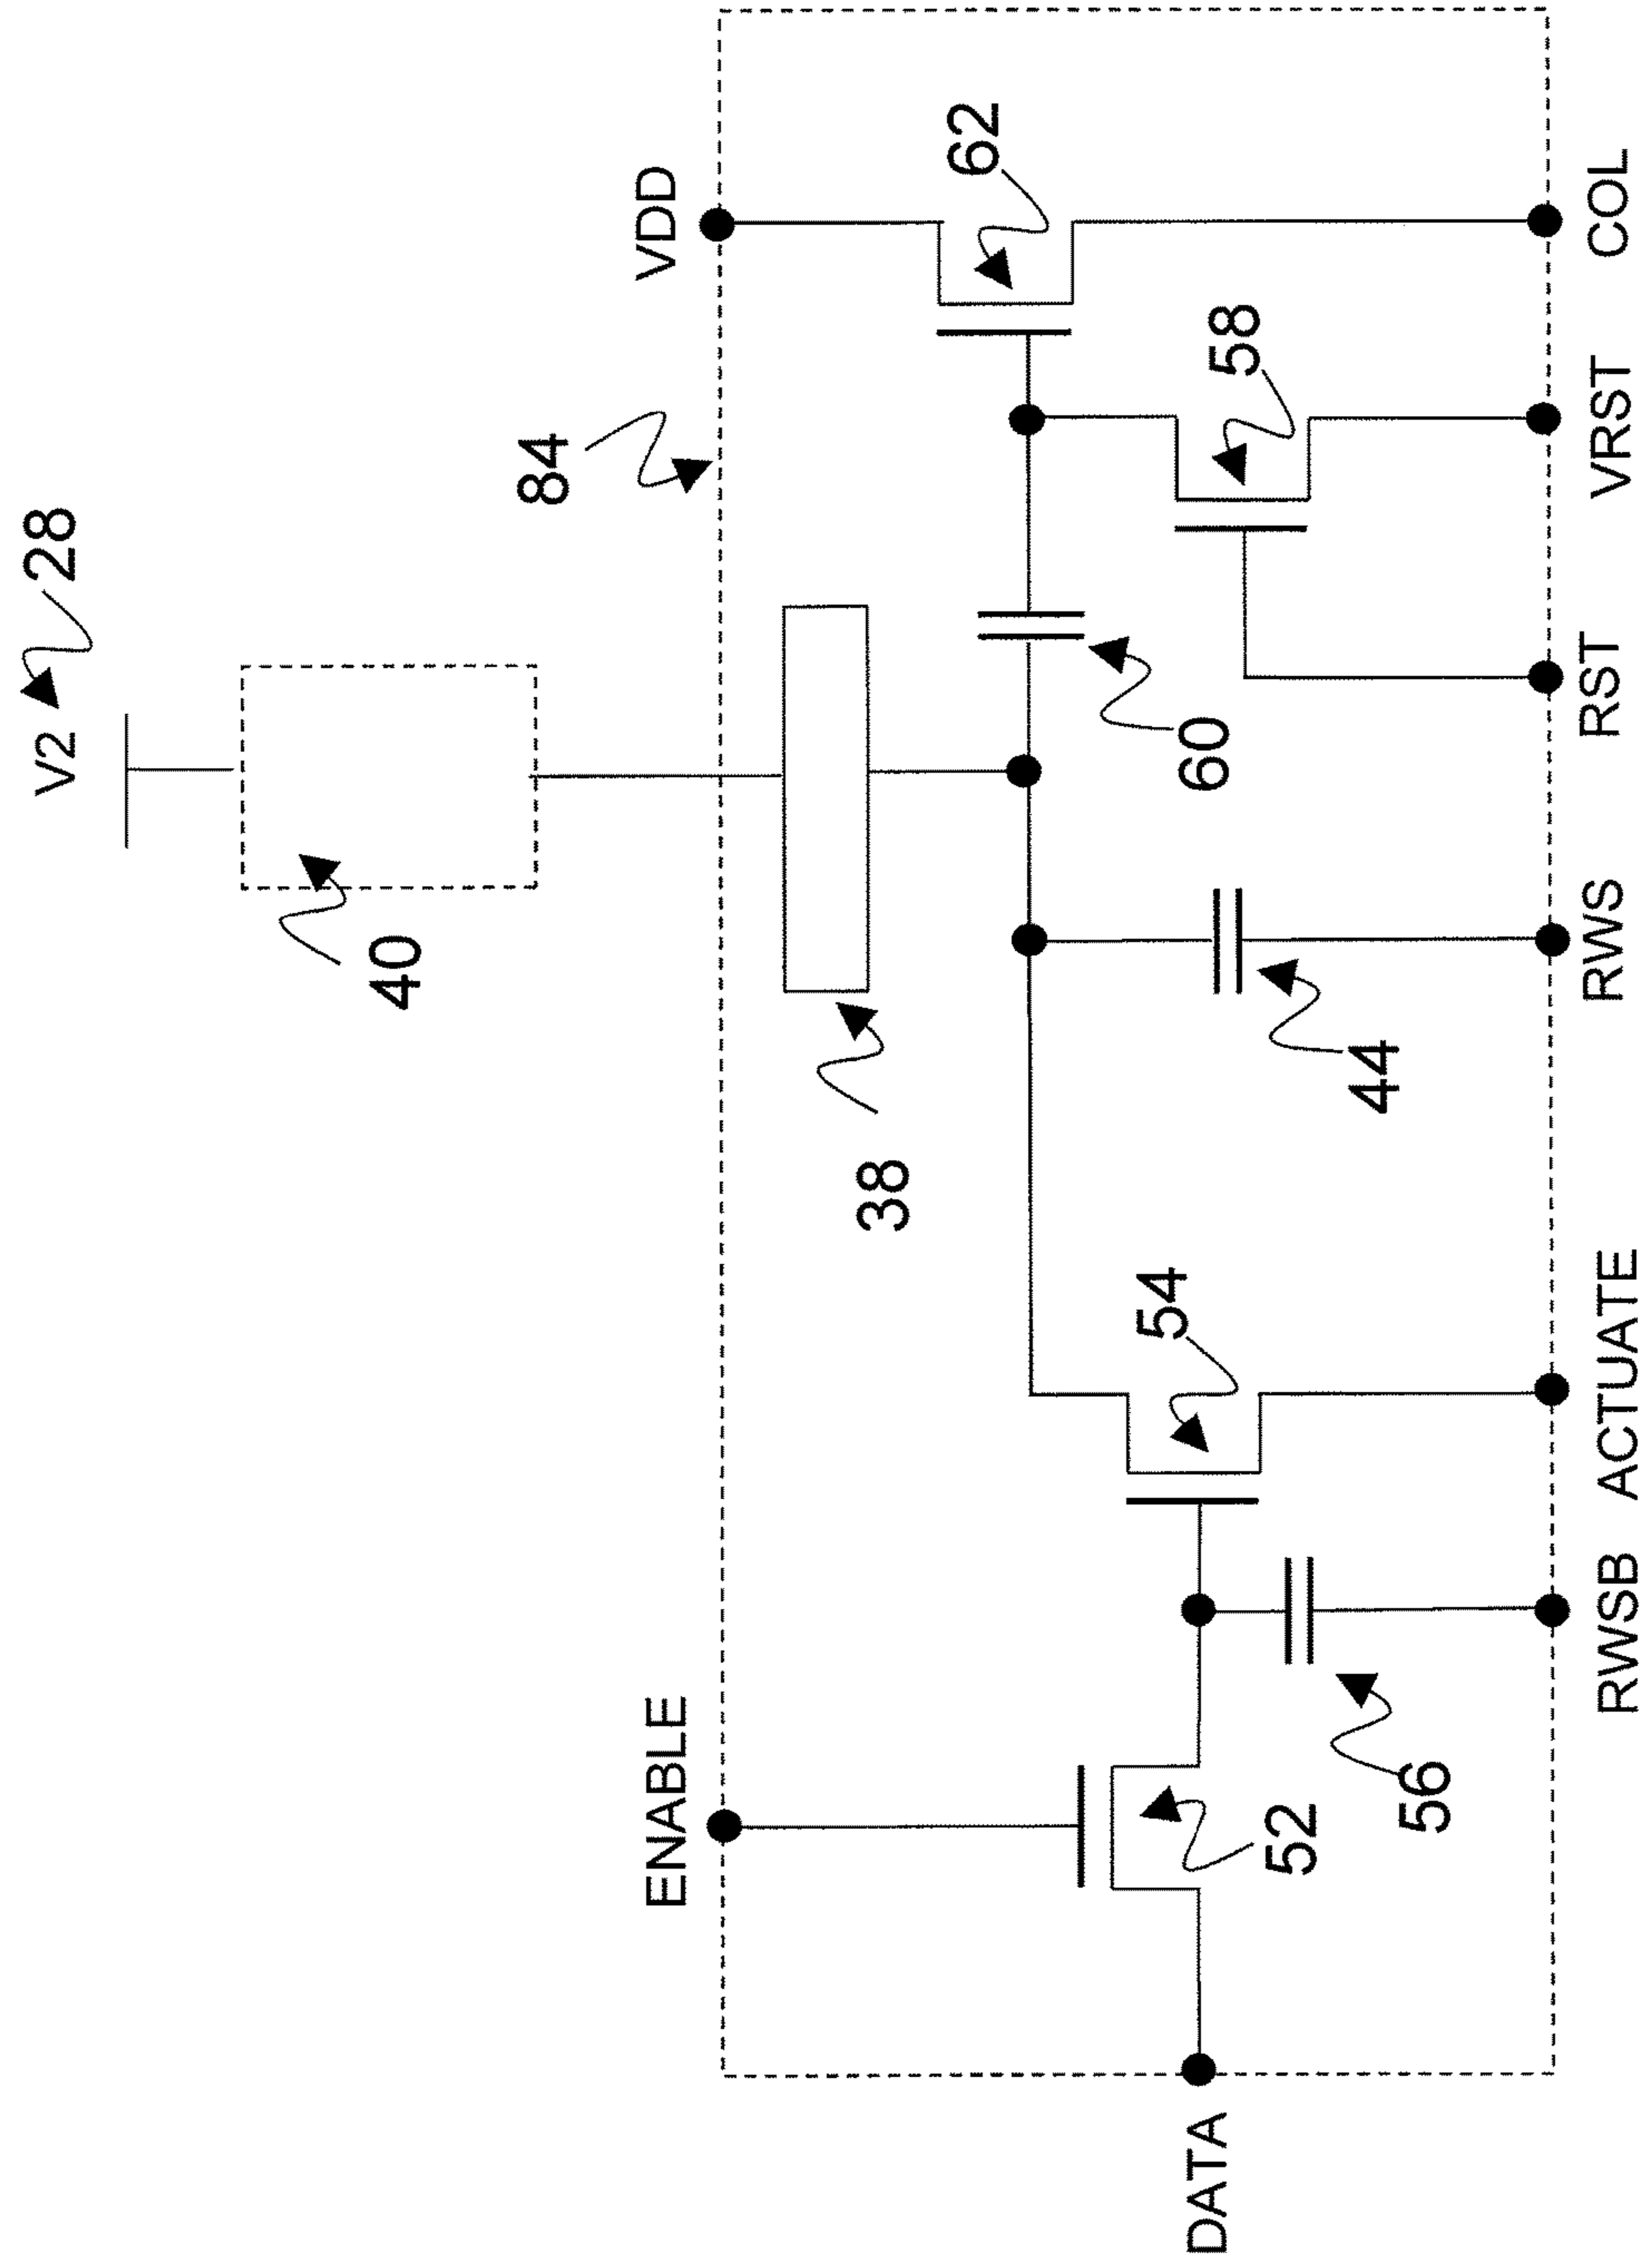 V2 28
40
84
ENABLE
VDD
38
62
54
60
DATA
58
52
44
56
RWSB ACTUATE RWS RST VRST COL